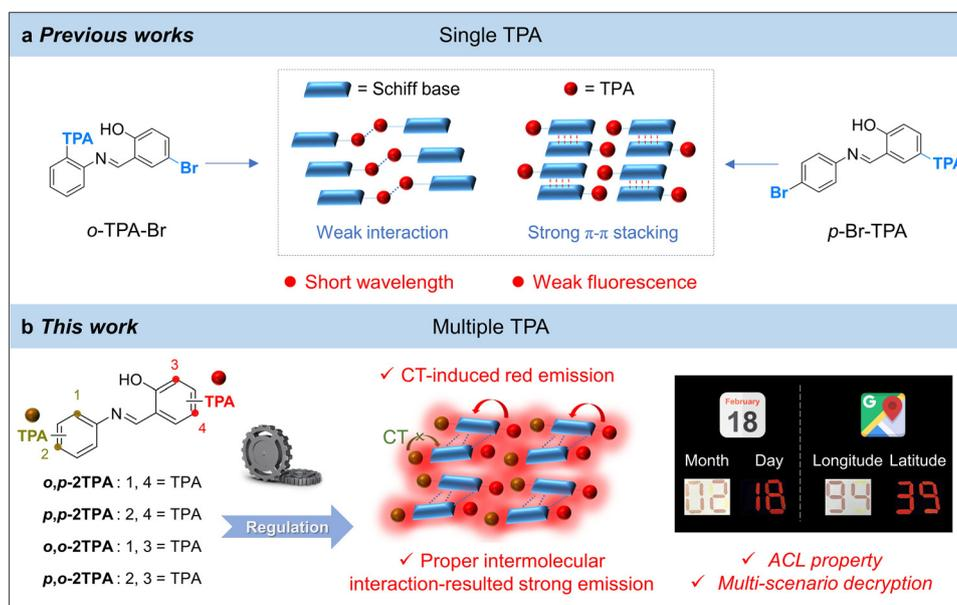 a Previous works
Single TPA
TPA
HO
N
Br
o-TPA-Br
= Schiff base
= TPA
Weak interaction
Strong π-π stacking
HO
N
Br
TPA
p-Br-TPA
Short wavelength
Weak fluorescence
b This work
Multiple TPA
HO
3
TPA
1
N
4
TPA
2
o,p-2TPA : 1, 4 = TPA
p,p-2TPA : 2, 4 = TPA
o,o-2TPA : 1, 3 = TPA
p,o-2TPA : 2, 3 = TPA
Regulation
✓ CT-induced red emission
CT ×
✓ Proper intermolecular
interaction-resulted strong emission
February
18
G
Month Day
Longitude Latitude
02 18
94 39
✓ ACL property
✓ Multi-scenario decryption